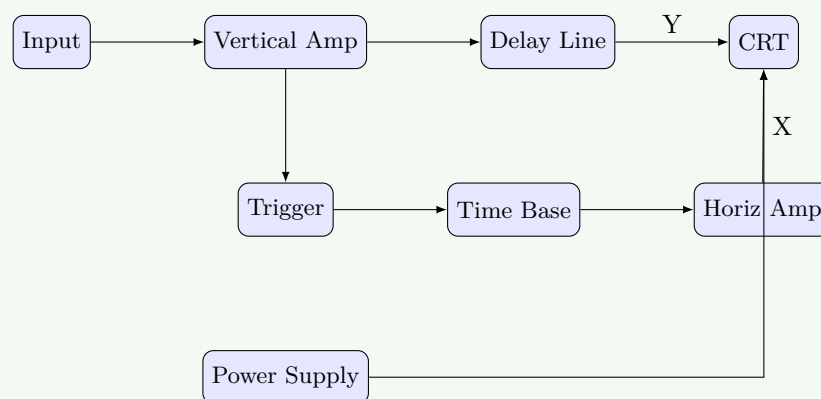 Input
Vertical Amp
Delay Line
Y
CRT
X
Trigger
Time Base
Horiz Amp
Power Supply